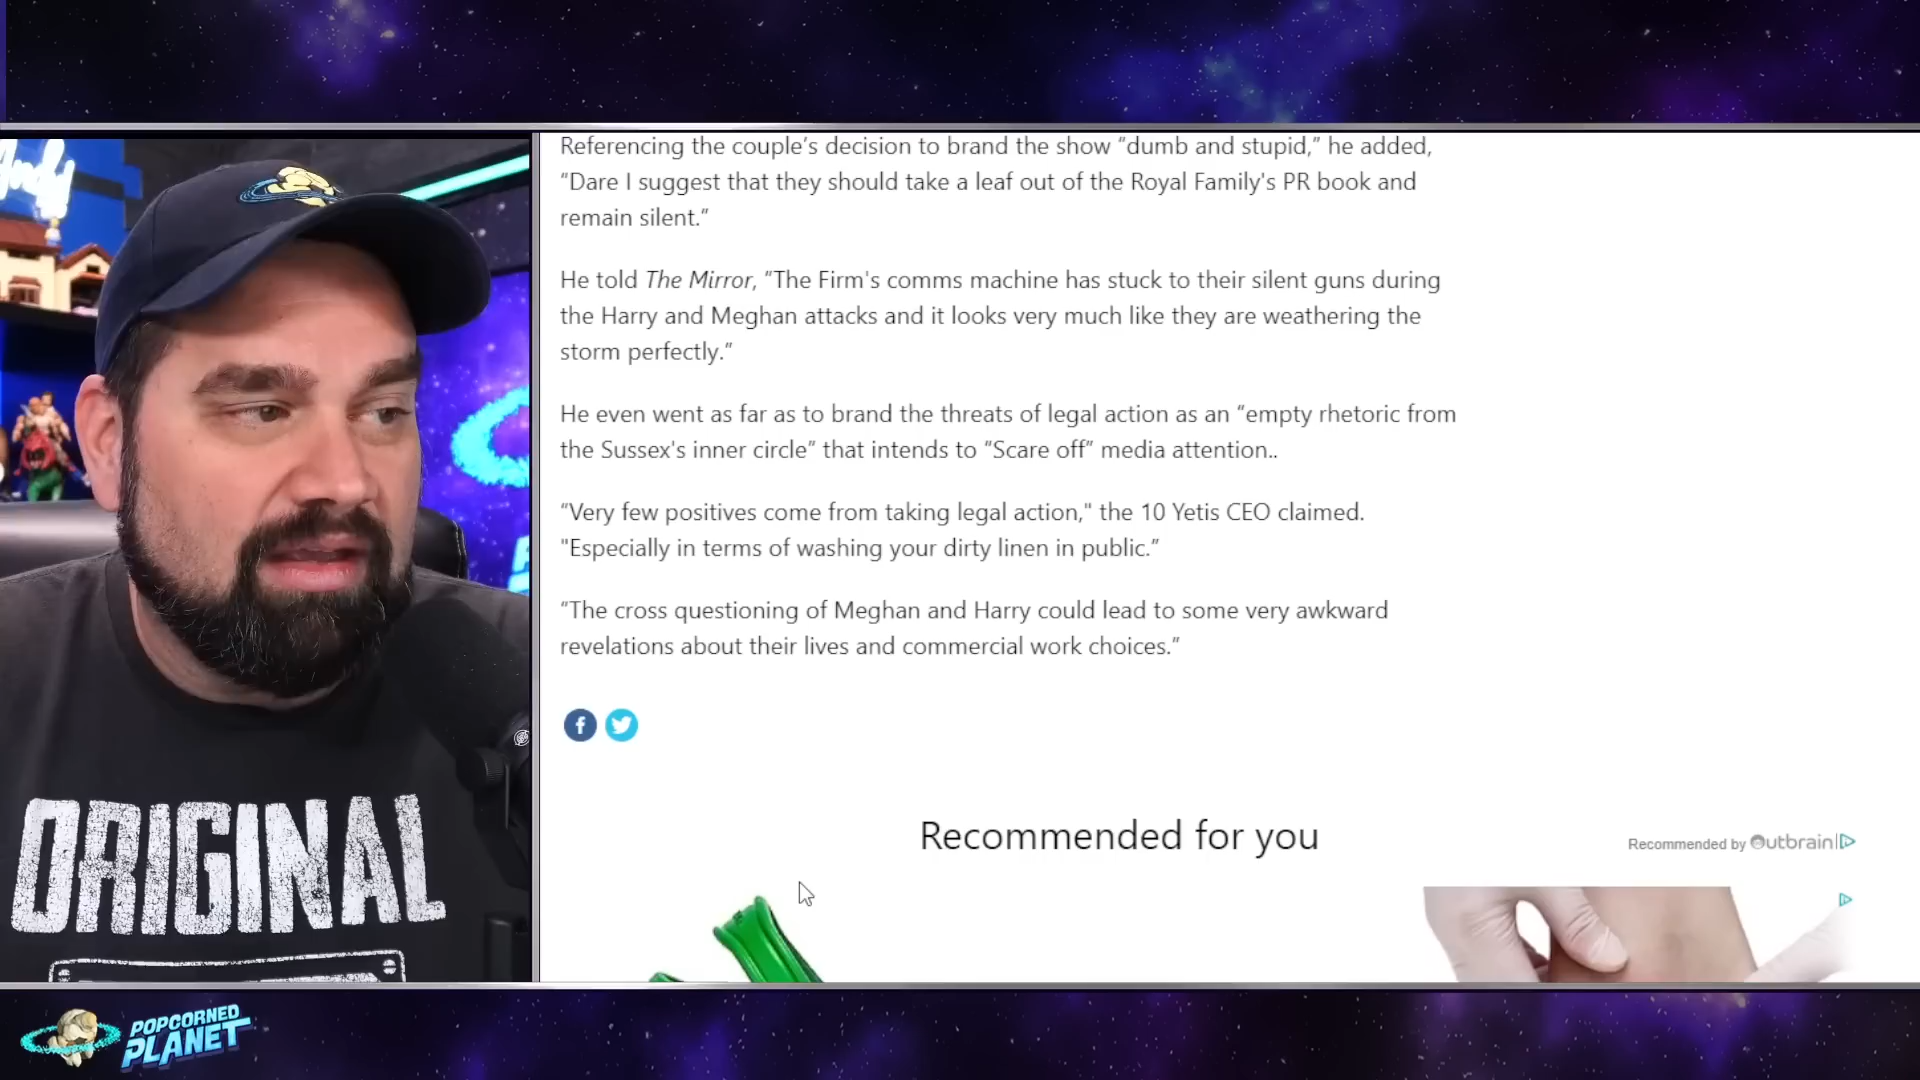 Referencing the couple’s decision to brand the show “dumb and stupid,” he added,
“Dare I suggest that they should take a leaf out of the Royal Family's PR book and
remain silent.”
He told The Mirror, “The Firm's comms machine has stuck to their silent guns during
the Harry and Meghan attacks and it looks very much like they are weathering the
storm perfectly.”
He even went as far as to brand the threats of legal action as an “empty rhetoric from
the Sussex's inner circle” that intends to “Scare off” media attention..
“Very few positives come from taking legal action," the 10 Yetis CEO claimed.
"Especially in terms of washing your dirty linen in public.”
“The cross questioning of Meghan and Harry could lead to some very awkward
revelations about their lives and commercial work choices.”
Recommended for you
Recommended by Outbrain
ORIGINAL
POPCORNED
PLANET